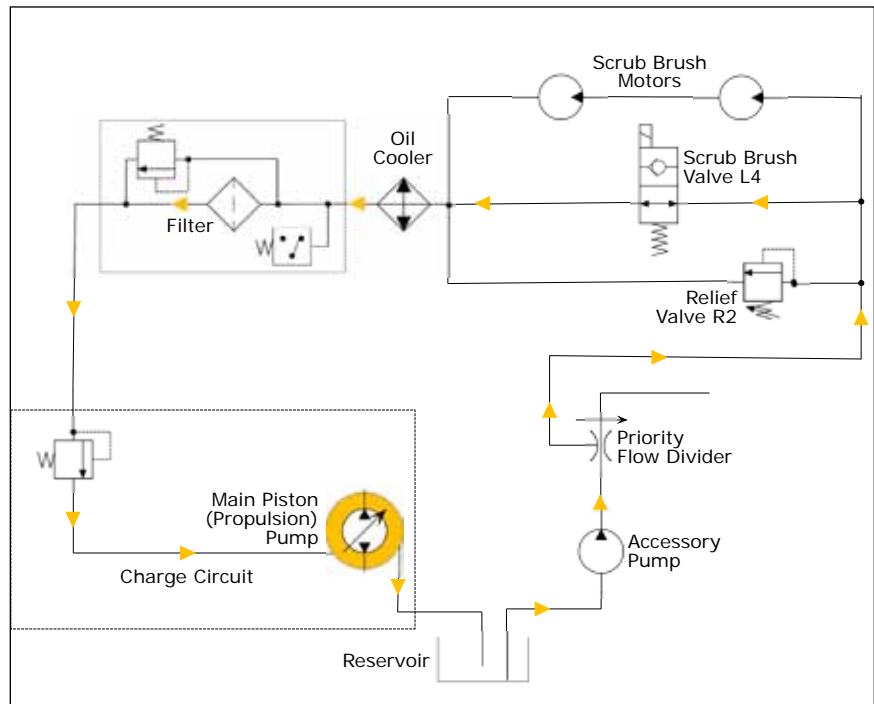 Scrub Brush
Motors
Oil
Cooler
Scrub Brush
Valve L4
Filter
Relief
Valve R2
Priority
Flow Divider
Main Piston
(Propulsion)
Pump
Accessory
Pump
Charge Circuit
Reservoir